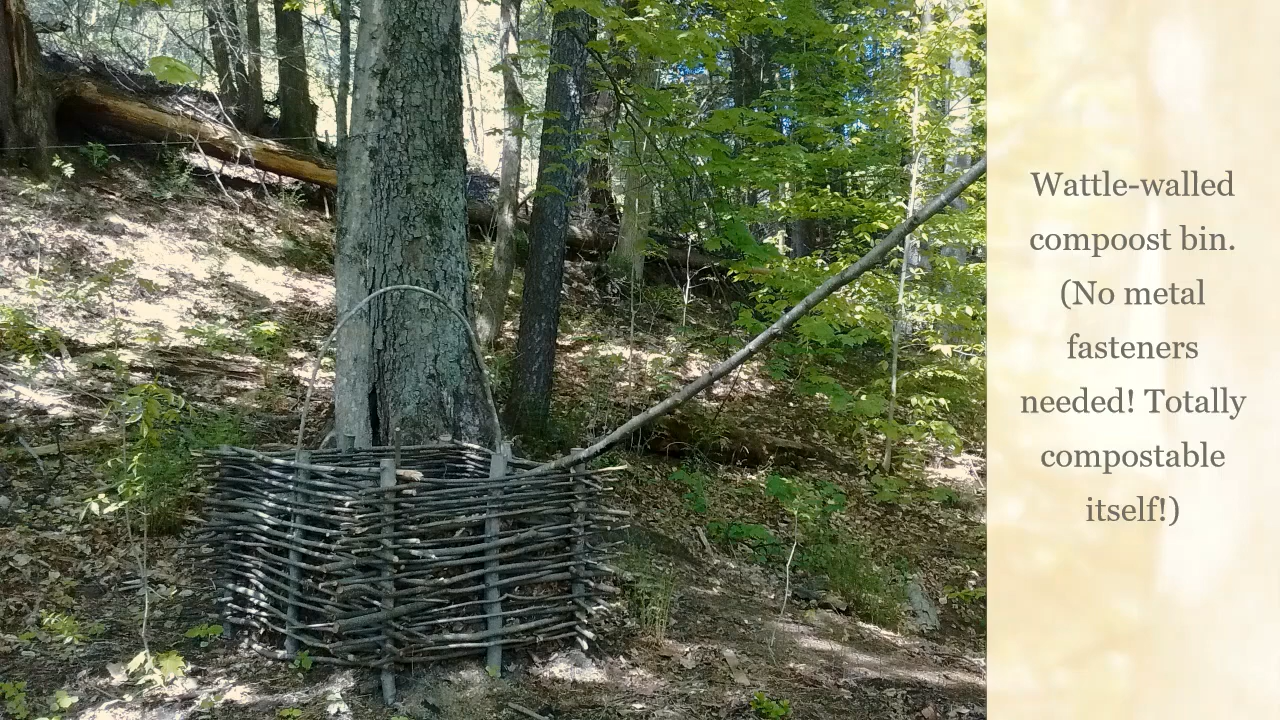 Wattle-walled
compoost bin.
(No metal
fasteners
needed! Totally
compostable
itself!)